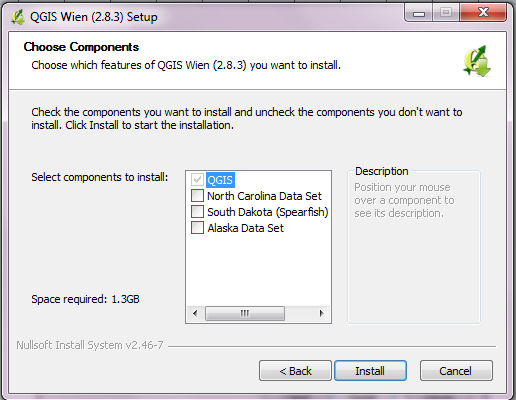 QGIS Wien (2.8.3) Setup
Choose Components
Choose which features of QGIS Wien (2.8.3) you want to install.
Check the components you want to install and uncheck the components you don't want to
install. Click Install to start the installation.
Select components to install:
QGIS
North Carolina Data Set
South Dakota (Spearfish)
Alaska Data Set
Description
Position your mouse
over a component to
see its description.
Space required: 1.3GB
Nullsoft Install System v2.46-7
< Back
Install
Cancel